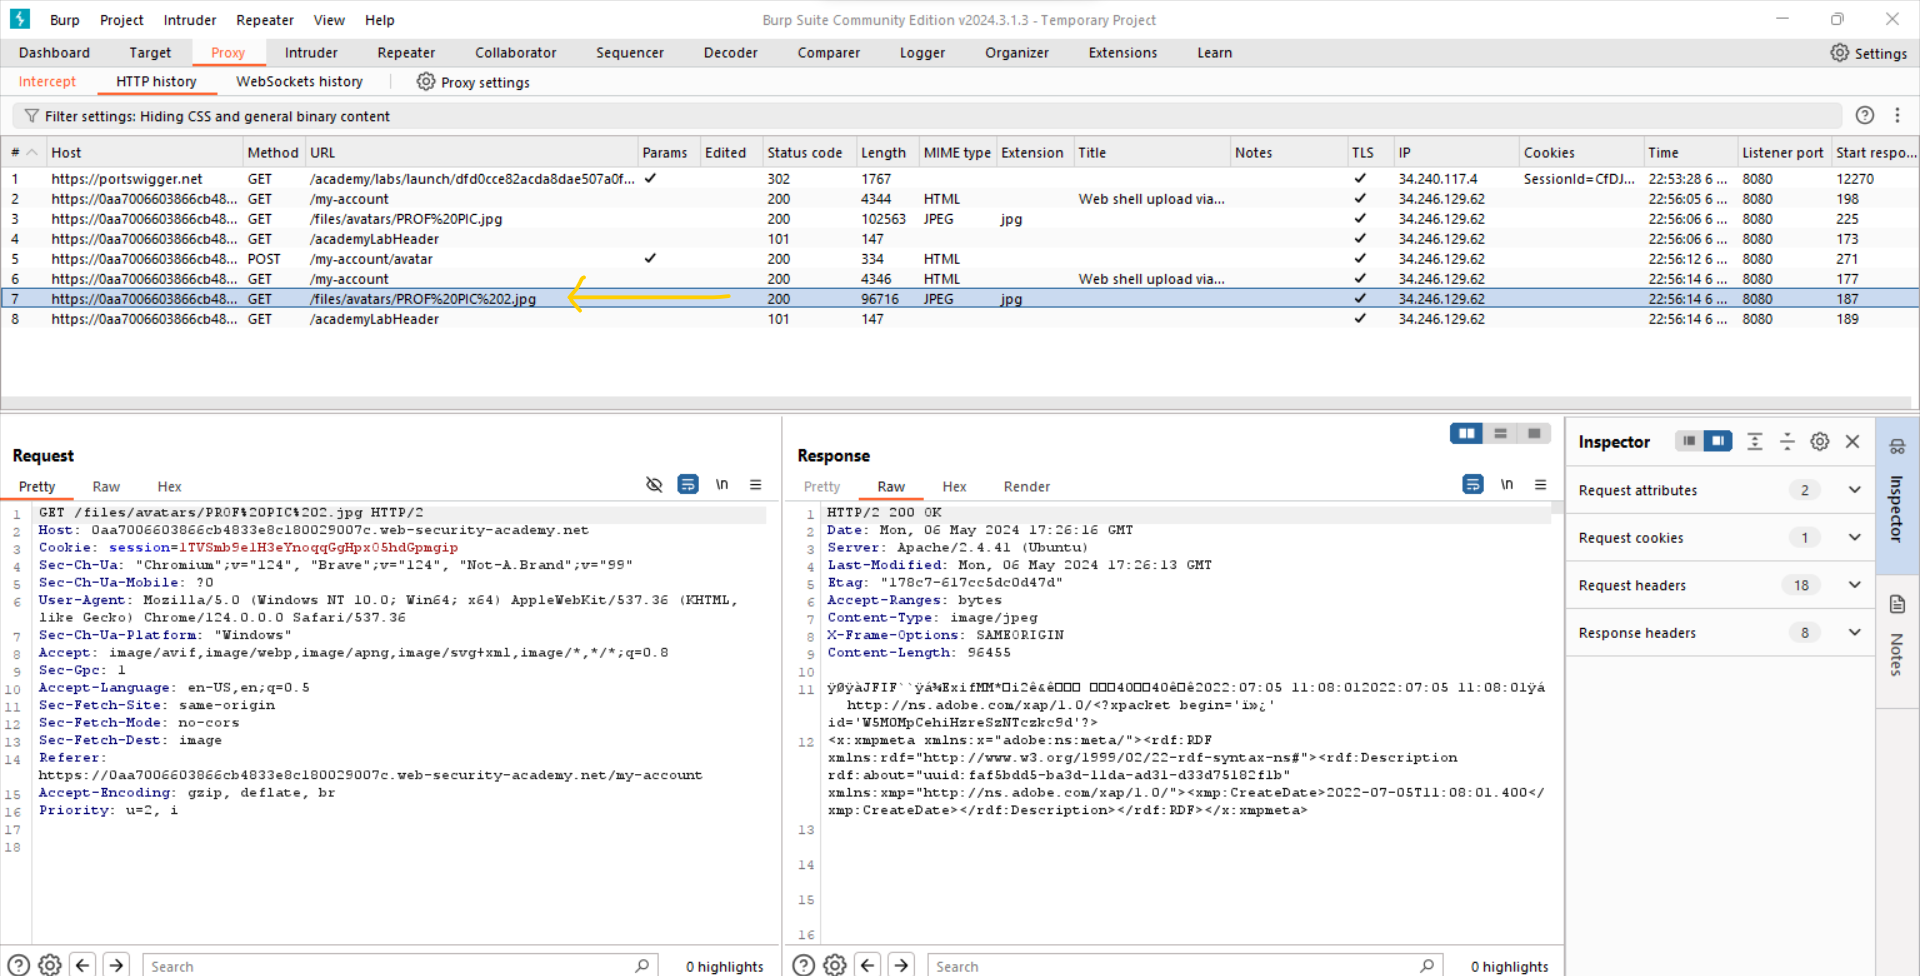 Burp Project Intruder Repeater View Help Burp Suite Community Edition v2024.3.1.3 - Temporary Project
Dashboard Target Proxy Intruder Repeater Collaborator Sequencer Decoder Comparer Logger Organizer Extensions Learn Settings
Intercept HTTP history WebSockets history Proxy settings
Filter settings: Hiding CSS and general binary content
# Host Method URL Params Edited Status code Length MIME type Extension Title Notes TLS IP Cookies Time Listener port Start respo...
1 https://portswigger.net GET /academy/labs/launch/dfd0cce82acda8dae507a0f... ✓ 302 1767 ✓ 34.240.117.4 SessionId=CfDJ... 22:53:28 6 ... 8080 12270
2 https://0aa7006603866cb48... GET /my-account 200 4344 HTML Web shell upload via... ✓ 34.246.129.62 22:56:05 6 ... 8080 198
3 https://0aa7006603866cb48... GET /files/avatars/PROF%20PIC.jpg 200 102563 JPEG jpg ✓ 34.246.129.62 22:56:06 6 ... 8080 225
4 https://0aa7006603866cb48... GET /academyLabHeader 101 147 ✓ 34.246.129.62 22:56:06 6 ... 8080 173
5 https://0aa7006603866cb48... POST /my-account/avatar ✓ 200 334 HTML ✓ 34.246.129.62 22:56:12 6 ... 8080 271
6 https://0aa7006603866cb48... GET /my-account 200 4346 HTML Web shell upload via... ✓ 34.246.129.62 22:56:14 6 ... 8080 177
7 https://0aa7006603866cb48... GET /files/avatars/PROF%20PIC%202.jpg 200 96716 JPEG jpg ✓ 34.246.129.62 22:56:14 6 ... 8080 187
8 https://0aa7006603866cb48... GET /academyLabHeader 101 147 ✓ 34.246.129.62 22:56:14 6 ... 8080 189
Request
Pretty Raw Hex \n
1 GET /files/avatars/PROF%20PIC%202.jpg HTTP/2
2 Host: 0aa7006603866cb4833e8c180029007c.web-security-academy.net
3 Cookie: session=lTVSmb9elH3eYnoqqGgHpxO5hdGpmgip
4 Sec-Ch-Ua: "Chromium";v="124", "Brave";v="124", "Not-A.Brand";v="99"
5 Sec-Ch-Ua-Mobile: ?0
6 User-Agent: Mozilla/5.0 (Windows NT 10.0; Win64; x64) AppleWebKit/537.36 (KHTML,
like Gecko) Chrome/124.0.0.0 Safari/537.36
7 Sec-Ch-Ua-Platform: "Windows"
8 Accept: image/avif,image/webp,image/apng,image/svg+xml,image/*,*/*;q=0.8
9 Sec-Gpc: 1
10 Accept-Language: en-US,en;q=0.5
11 Sec-Fetch-Site: same-origin
12 Sec-Fetch-Mode: no-cors
13 Sec-Fetch-Dest: image
14 Referer:
https://0aa7006603866cb4833e8c180029007c.web-security-academy.net/my-account
15 Accept-Encoding: gzip, deflate, br
16 Priority: u=2, i
17
18
Search 0 highlights
Response
Pretty Raw Hex Render \n
1 HTTP/2 200 OK
2 Date: Mon, 06 May 2024 17:26:16 GMT
3 Server: Apache/2.4.41 (Ubuntu)
4 Last-Modified: Mon, 06 May 2024 17:26:13 GMT
5 Etag: "178c7-617cc5dc0d47d"
6 Accept-Ranges: bytes
7 Content-Type: image/jpeg
8 X-Frame-Options: SAMEORIGIN
9 Content-Length: 96455
10
11 ÿØÿàJFIF``ÿá¾ExifMM*
2022:07:05 11:08:012022:07:05 11:08:01ÿá
http://ns.adobe.com/xap/1.0/<?xpacket begin='ï»¿'
id='W5M0MpCehiHzreSzNTczkc9d'?>
12 <x:xmpmeta xmlns:x="adobe:ns:meta/"><rdf:RDF
xmlns:rdf="http://www.w3.org/1999/02/22-rdf-syntax-ns#"><rdf:Description
rdf:about="uuid:faf5bdd5-ba3d-11da-ad31-d33d75182f1b"
xmlns:xmp="http://ns.adobe.com/xap/1.0/"><xmp:CreateDate>2022-07-05T11:08:01.400</
xmp:CreateDate></rdf:Description></rdf:RDF></x:xmpmeta>
13
14
15
16
Search 0 highlights
Inspector
Request attributes 2
Request cookies 1
Request headers 18
Response headers 8
Inspector
Notes